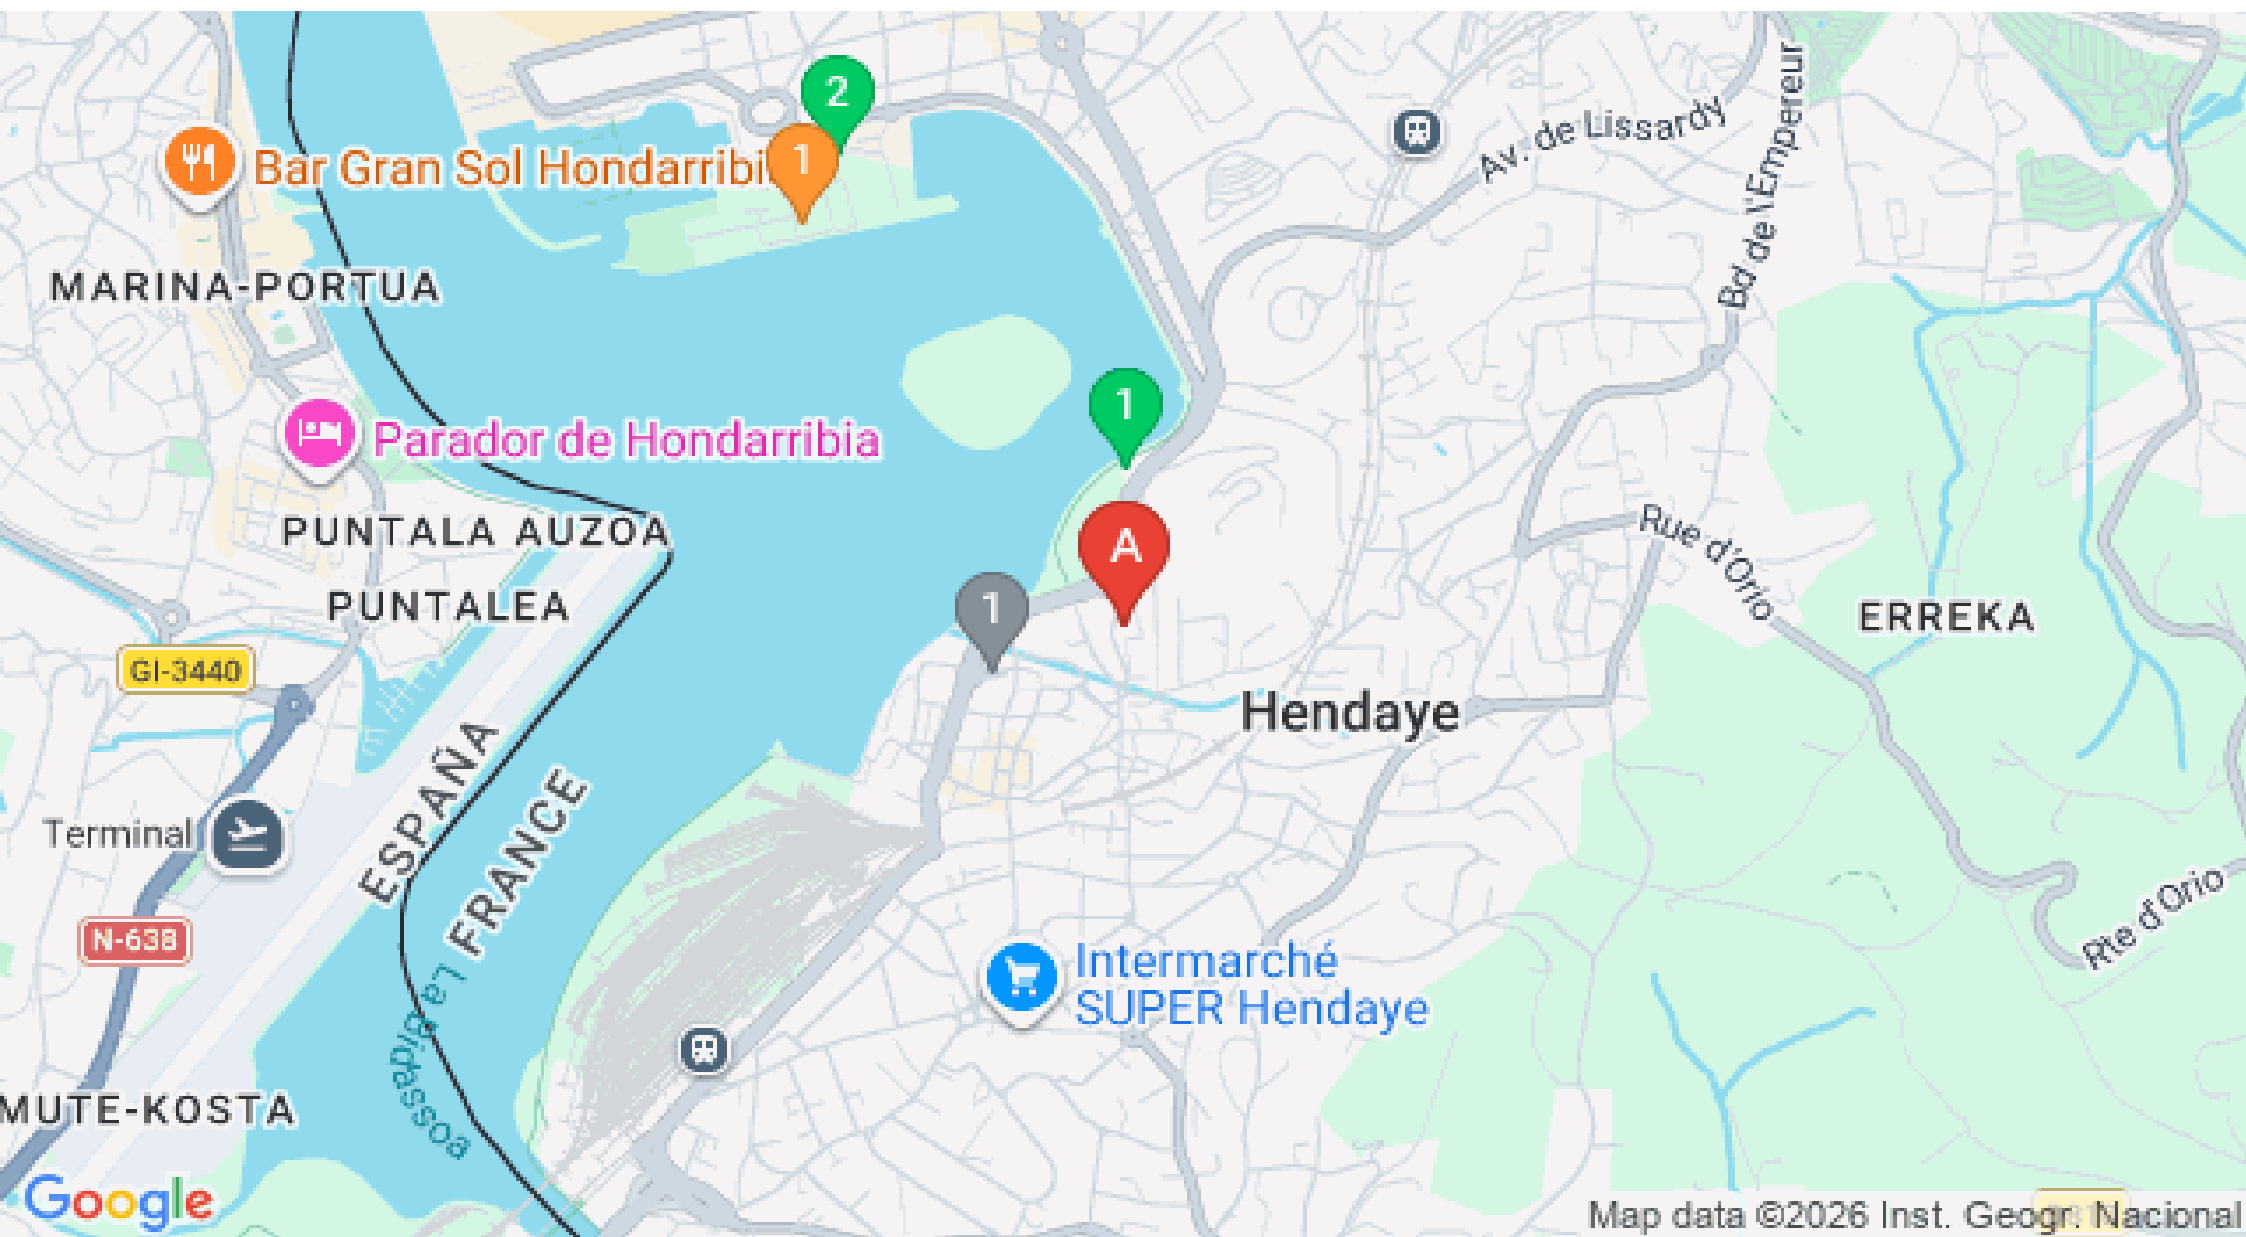 2
1
Bar Gran Sol Hondarribi
Av. de Lissardy
Bd de l'Empereur
MARINA-PORTUA
1
Parador de Hondarribia
PUNTALA AUZOA
A
Rue d'Orio
PUNTALEA
1
ERREKA
GI-3440
Hendaye
Terminal
ESPAÑA
FRANCE
N-638
La Bidassoa
Intermarché
SUPER Hendaye
Rte d'Orio
MUTE-KOSTA
Google
Map data ©2026 Inst. Geogr. Nacional